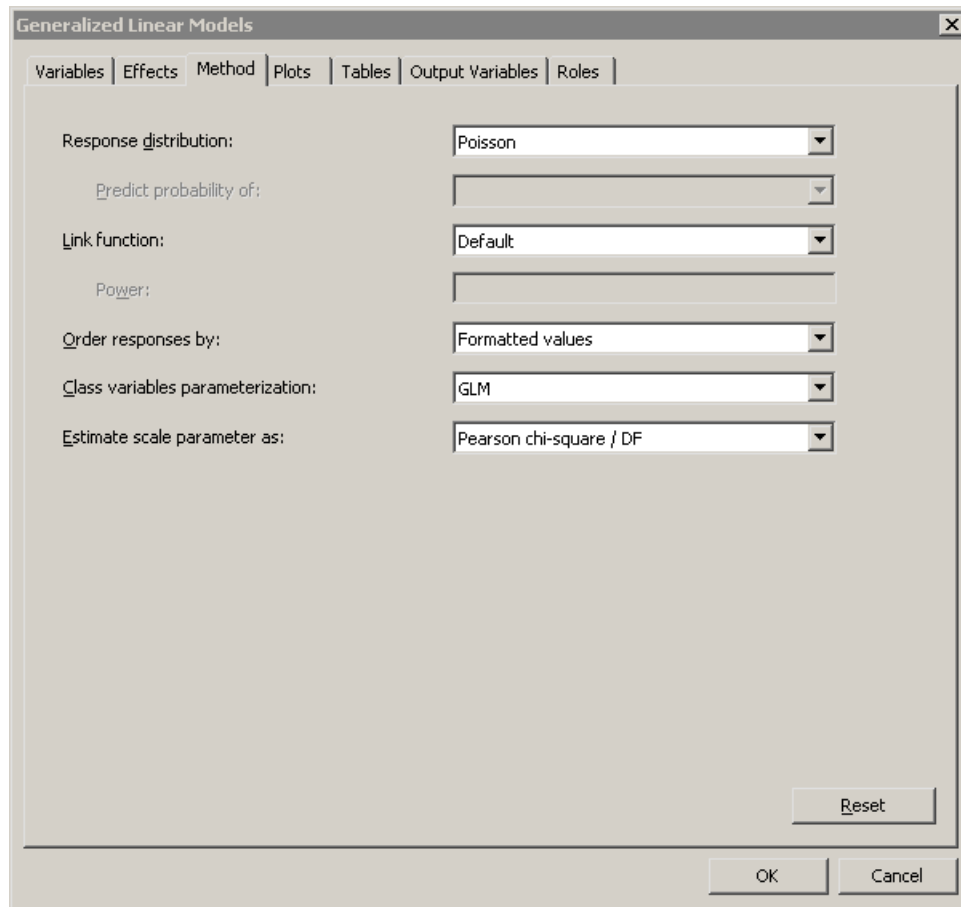 Generalized Linear Models
Variables Effects Method Plots Tables Output Variables Roles
Response distribution: Poisson
Predict probability of:
Link function: Default
Power:
Order responses by: Formatted values
Class variables parameterization: GLM
Estimate scale parameter as: Pearson chi-square / DF
Reset
OK Cancel